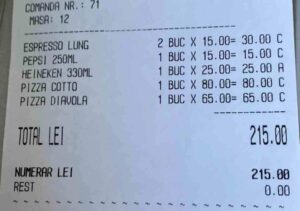 COMANDA NR.: 71
MASA: 12
ESPRESSO LUNG 2 BUC X 15.00= 30.00 C
PEPSI 250ML 1 BUC X 15.00= 15.00 C
HEINEKEN 330ML 1 BUC X 25.00= 25.00 A
PIZZA COTTO 1 BUC X 80.00= 80.00 C
PIZZA DIAVOLA 1 BUC X 65.00= 65.00 C
TOTAL LEI 215.00
NUMERAR LEI 215.00
REST 0.00